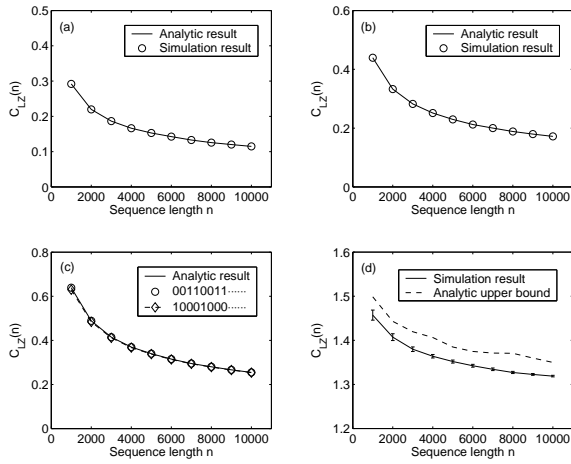 (a)
Analytic result
Simulation result
C_LZ(n)
0.5
0.4
0.3
0.2
0.1
0
0 2000 4000 6000 8000 10000
Sequence length n
(b)
Analytic result
Simulation result
C_LZ(n)
0.6
0.4
0.2
0
0 2000 4000 6000 8000 10000
Sequence length n
(c)
Analytic result
00110011······
10001000······
C_LZ(n)
0.8
0.6
0.4
0.2
0
0 2000 4000 6000 8000 10000
Sequence length n
(d)
Simulation result
Analytic upper bound
C_LZ(n)
1.6
1.5
1.4
1.3
1.2
0 2000 4000 6000 8000 10000
Sequence length n